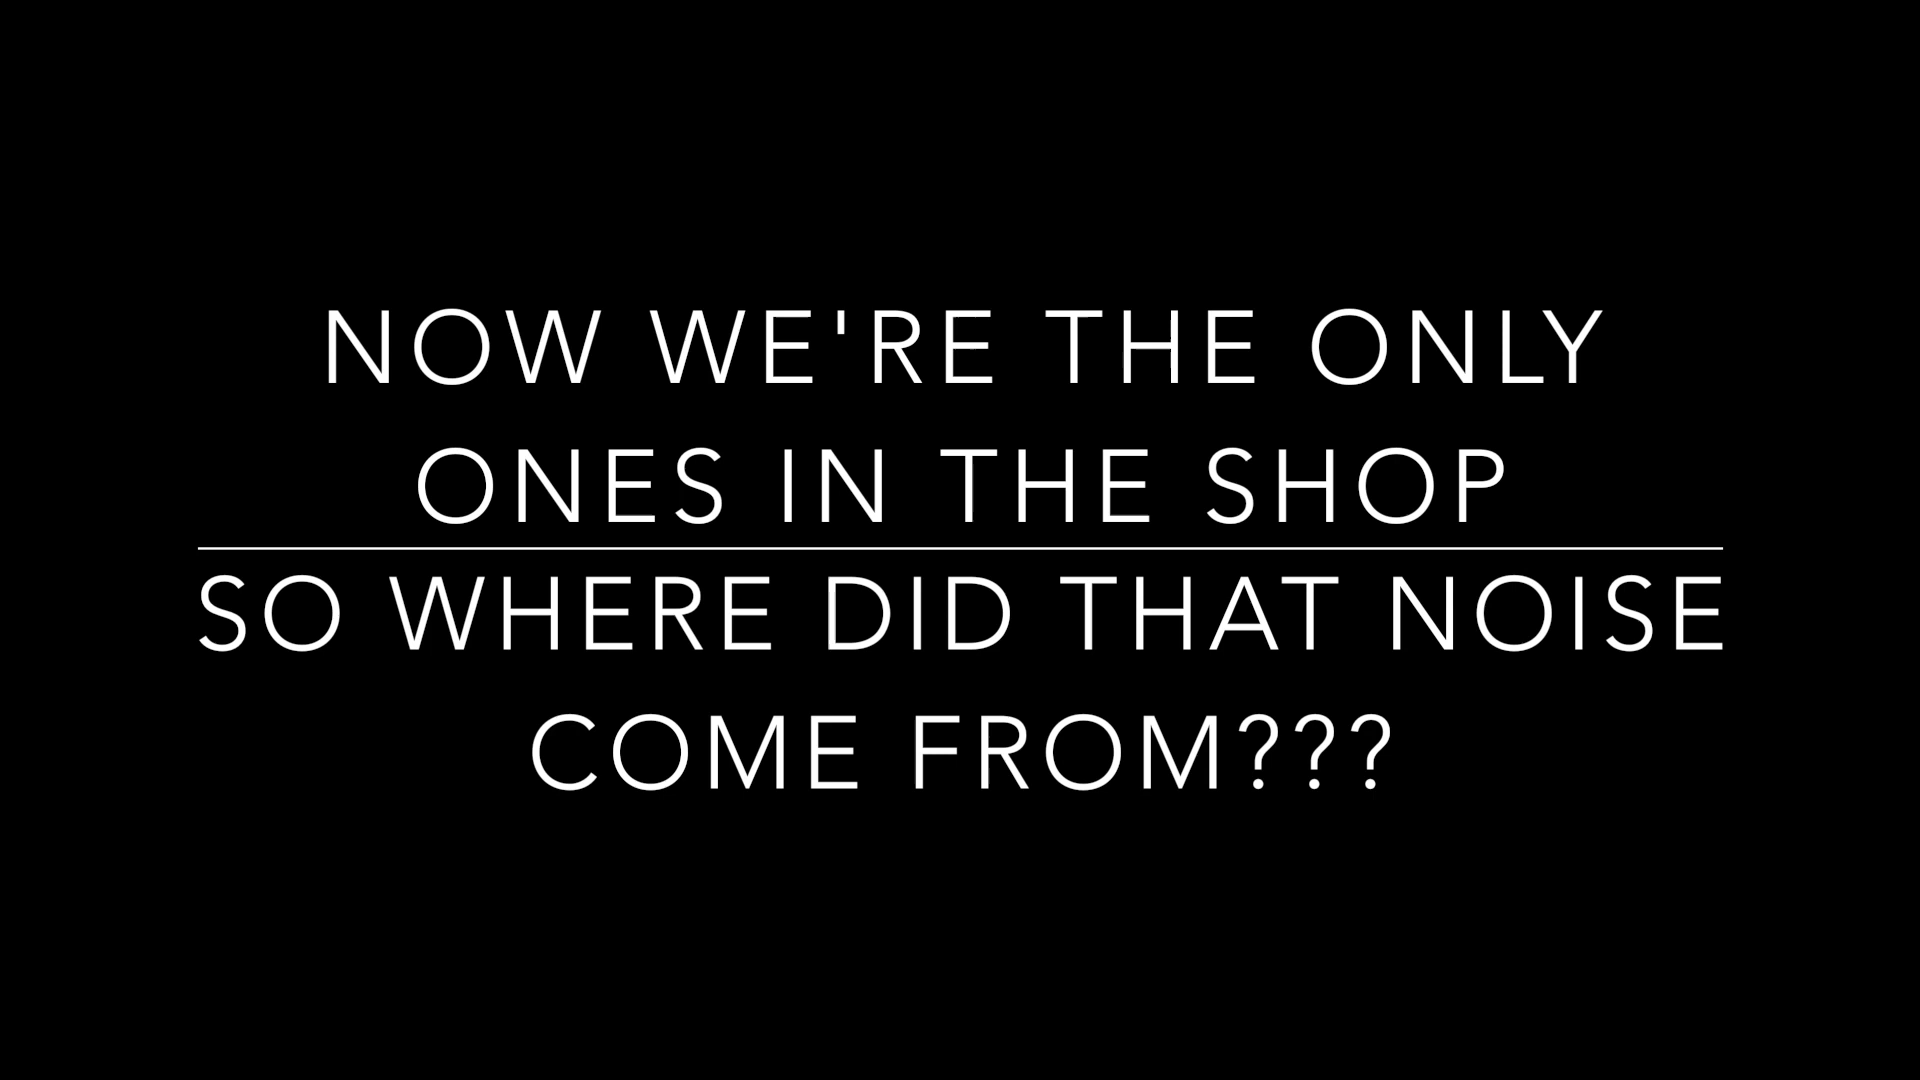 NOW WE'RE THE ONLY
ONES IN THE SHOP
SO WHERE DID THAT NOISE
COME FROM???